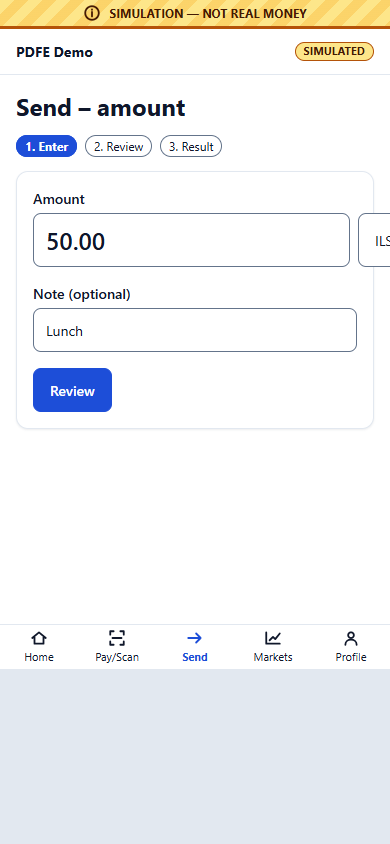 SIMULATION — NOT REAL MONEY
PDFE Demo
SIMULATED
Send – amount
1. Enter
2. Review
3. Result
Amount
50.00
ILS
Note (optional)
Lunch
Review
Home
Pay/Scan
Send
Markets
Profile